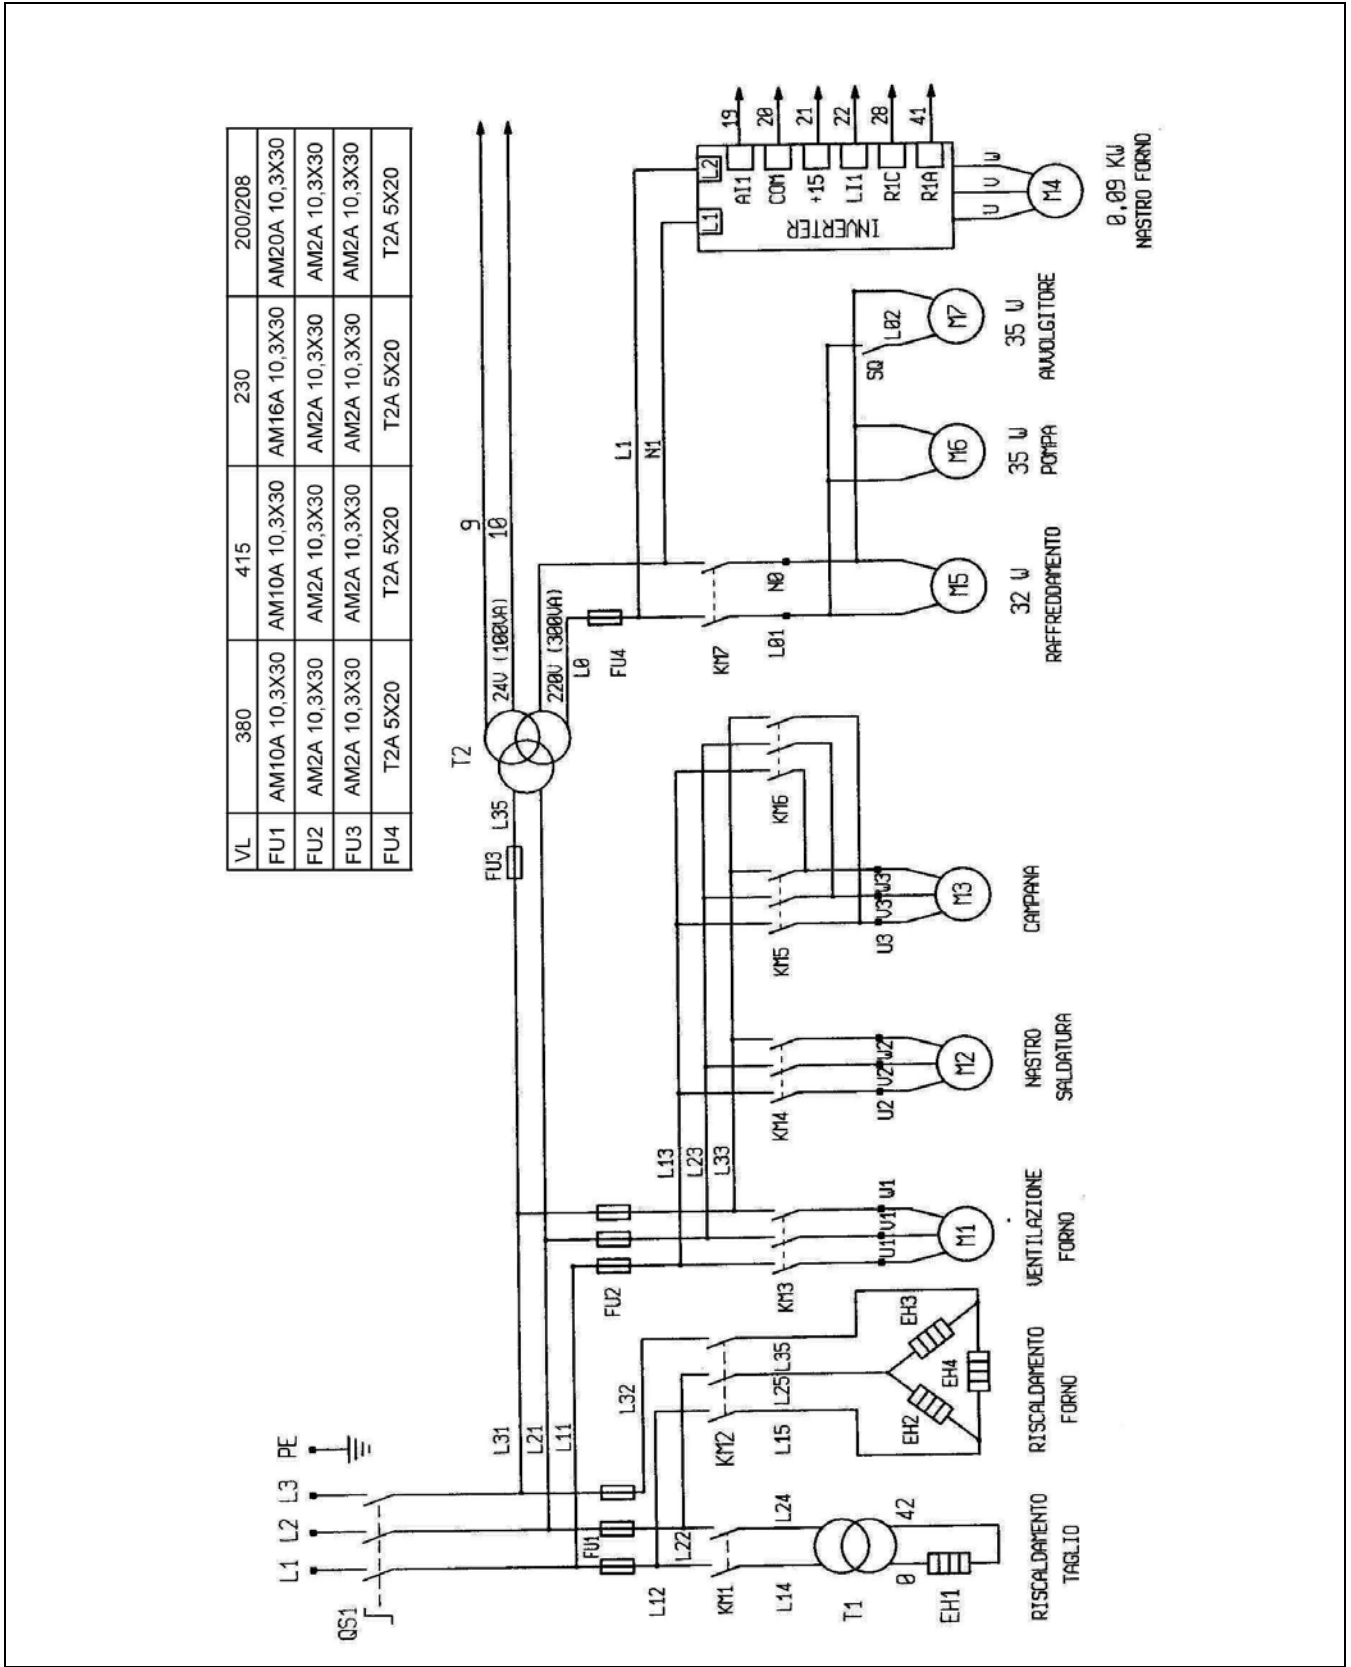 VL 380 415 230 200/208
FU1 AM10A 10,3X30 AM10A 10,3X30 AM16A 10,3X30 AM20A 10,3X30
FU2 AM2A 10,3X30 AM2A 10,3X30 AM2A 10,3X30 AM2A 10,3X30
FU3 AM2A 10,3X30 AM2A 10,3X30 AM2A 10,3X30 AM2A 10,3X30
FU4 T2A 5X20 T2A 5X20 T2A 5X20 T2A 5X20
L1 L2 L3 PE
QS1
L31
L21
L11
FU3
L35
T2
9
10
24V (100VA)
220V (300VA)
L0
FU4
L1
N1
FU1
L12
L22
L32
FU2
L13
L23
L33
KM1
KM2
KM3
KM4
KM5
KM6
KM7
L14
L24
L15
L25
L35
U1 V1 W1
U2 V2 W2
U3 V3 W3
L01
N0
SQ
L02
T1
0
42
EH1
EH2
EH3
EH4
M1
M2
M3
M5
M6
M7
L1 L2
INVERTER
AI1 19
COM 20
+15 21
LI1 22
R1C 28
R1A 41
U V W
M4
RISCALDAMENTO
TAGLIO
RISCALDAMENTO
FORNO
VENTILAZIONE
FORNO
NASTRO
SALDATURA
CAMPANA
32 W
RAFFREDDAMENTO
35 W
POMPA
35 W
AVVOLGITORE
0,09 KW
NASTRO FORNO